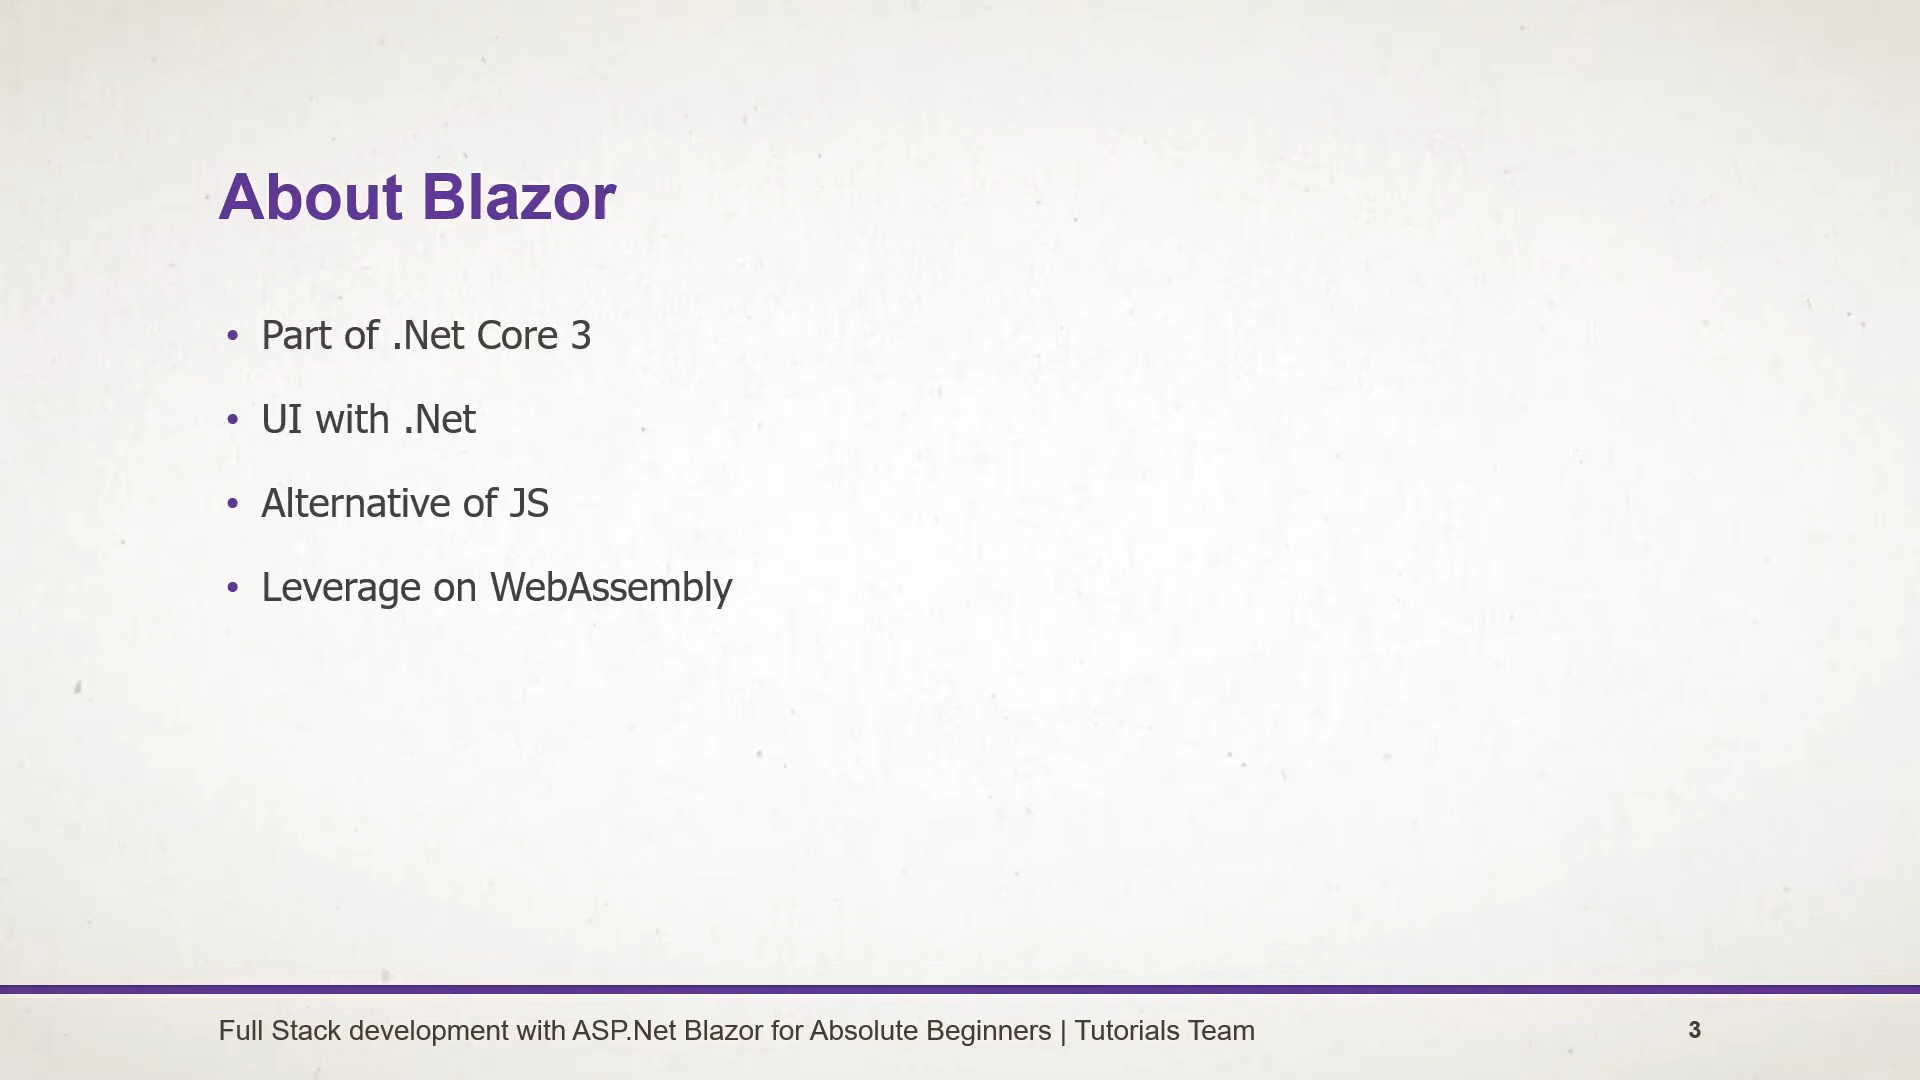 About Blazor
• Part of .Net Core 3
• UI with .Net
• Alternative of JS
• Leverage on WebAssembly
Full Stack development with ASP.Net Blazor for Absolute Beginners | Tutorials Team
3